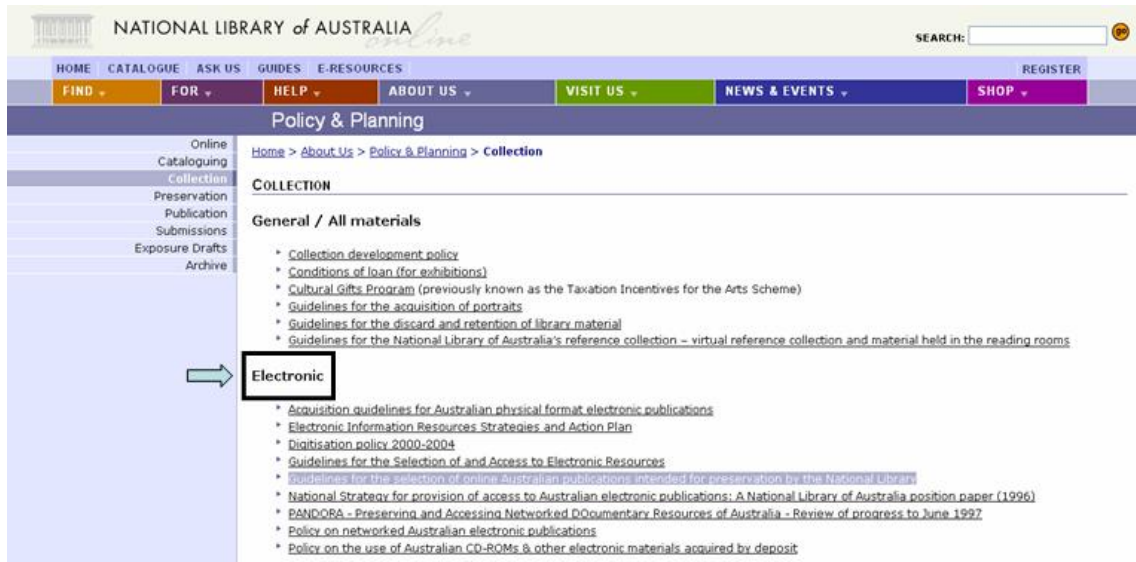 NATIONAL LIBRARY of AUSTRALIA
online
SEARCH:
go
HOME CATALOGUE ASK US GUIDES E-RESOURCES REGISTER
FIND FOR HELP ABOUT US VISIT US NEWS & EVENTS SHOP
Policy & Planning
Online
Cataloguing
Collection
Preservation
Publication
Submissions
Exposure Drafts
Archive
Home > About Us > Policy & Planning > Collection
COLLECTION
General / All materials
Collection development policy
Conditions of loan (for exhibitions)
Cultural Gifts Program (previously known as the Taxation Incentives for the Arts Scheme)
Guidelines for the acquisition of portraits
Guidelines for the discard and retention of library material
Guidelines for the National Library of Australia's reference collection – virtual reference collection and material held in the reading rooms
Electronic
Acquisition guidelines for Australian physical format electronic publications
Electronic Information Resources Strategies and Action Plan
Digitisation policy 2000-2004
Guidelines for the Selection of and Access to Electronic Resources
Guidelines for the selection of online Australian publications intended for preservation by the National Library
National Strategy for provision of access to Australian electronic publications: A National Library of Australia position paper (1996)
PANDORA - Preserving and Accessing Networked DOcumentary Resources of Australia - Review of progress to June 1997
Policy on networked Australian electronic publications
Policy on the use of Australian CD-ROMs & other electronic materials acquired by deposit